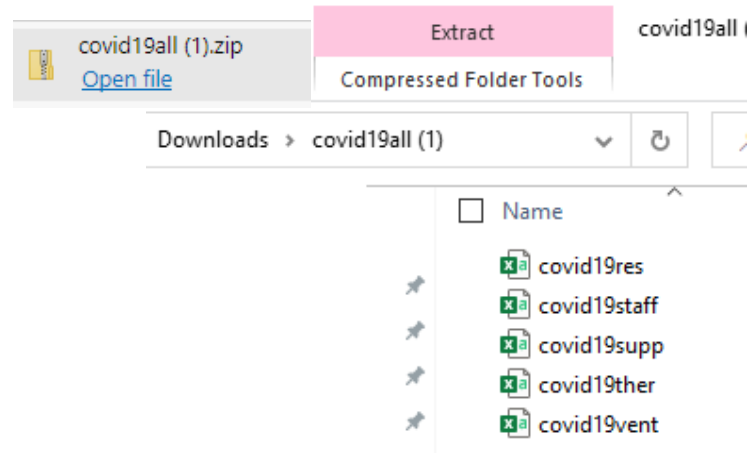 covid19all (1).zip
Open file
Extract
covid19all (
Compressed Folder Tools
Downloads > covid19all (1)
Name
covid19res
covid19staff
covid19supp
covid19ther
covid19vent